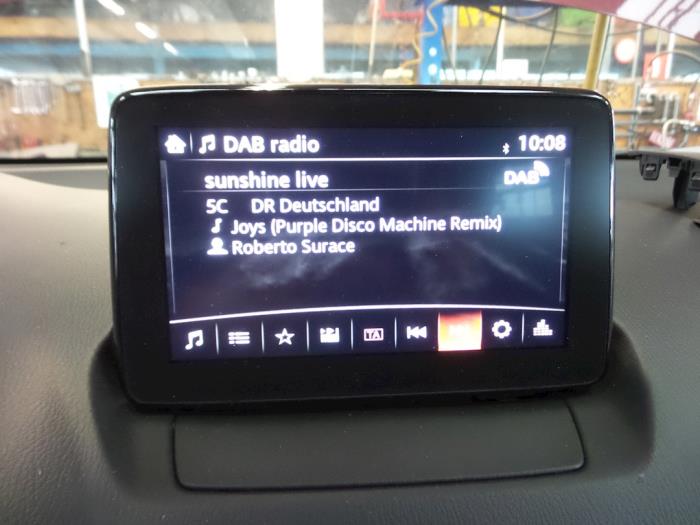 DAB radio 10:08
sunshine live DAB
5C DR Deutschland
Joys (Purple Disco Machine Remix)
Roberto Surace
TA